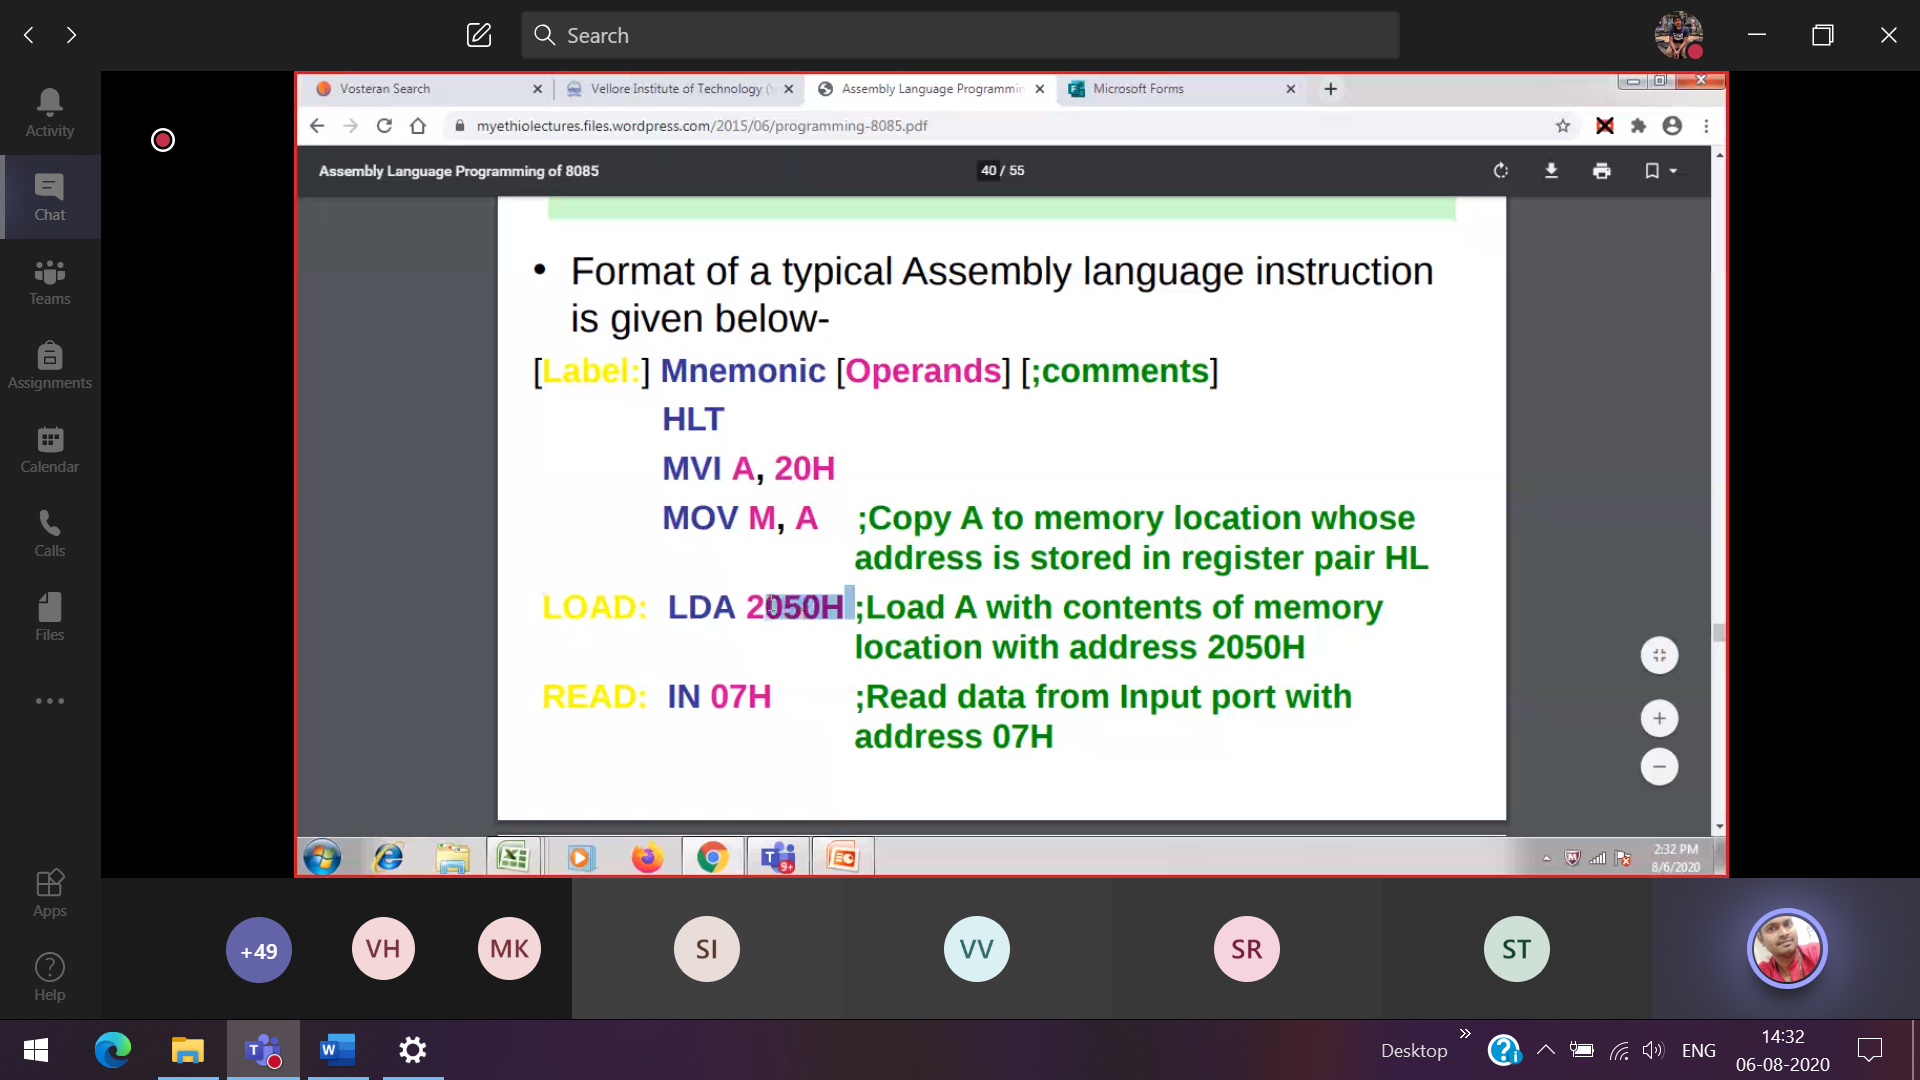 Search
Activity
Chat
Teams
Assignments
Calendar
Calls
Files
Apps
Help
Vosteran Search
Vellore Institute of Technology (
Assembly Language Programmin
Microsoft Forms
myethiolectures.files.wordpress.com/2015/06/programming-8085.pdf
Assembly Language Programming of 8085
40 / 55
• Format of a typical Assembly language instruction
is given below-
[Label:] Mnemonic [Operands] [;comments]
HLT
MVI A, 20H
MOV M, A ;Copy A to memory location whose
address is stored in register pair HL
LOAD: LDA 2050H ;Load A with contents of memory
location with address 2050H
READ: IN 07H ;Read data from Input port with
address 07H
9+
2:32 PM
8/6/2020
+49
VH
MK
SI
VV
SR
ST
Desktop
ENG
14:32
06-08-2020